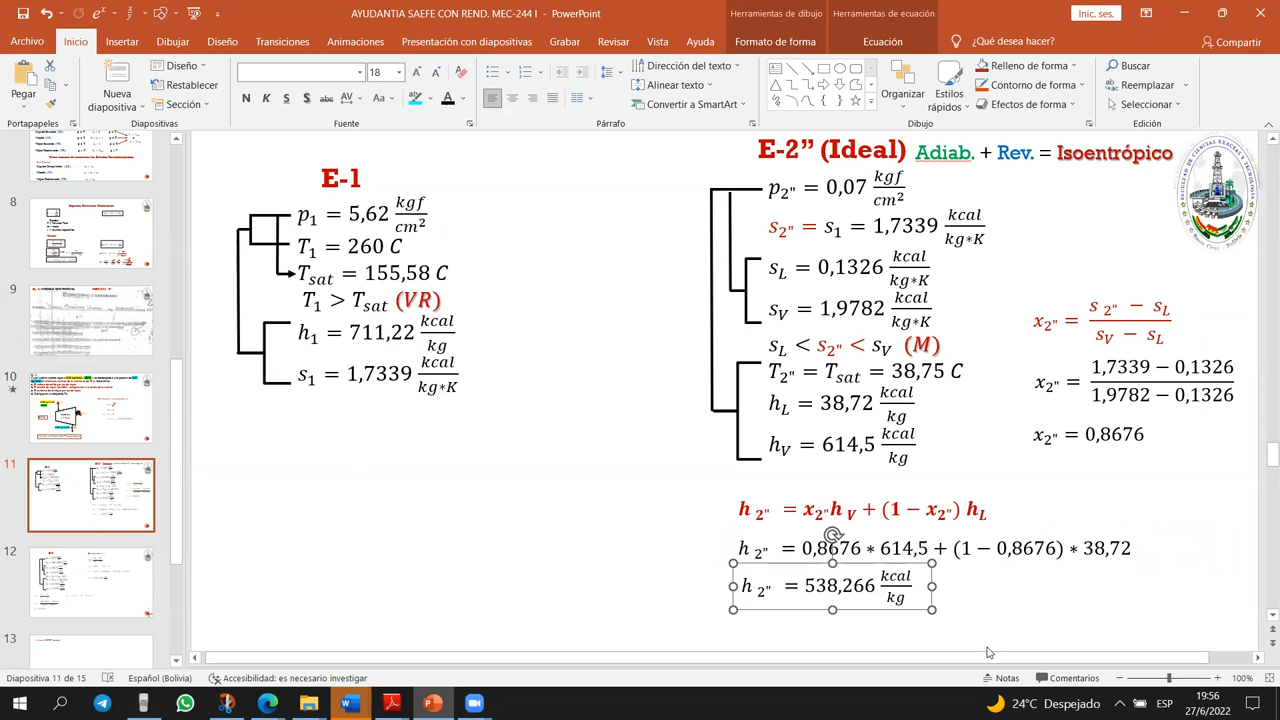 AYUDANTIA SAEFE CON REND. MEC-244 I - PowerPoint
Herramientas de dibujo
Herramientas de ecuación
Inic. ses.
Archivo
Inicio
Insertar
Dibujar
Diseño
Transiciones
Animaciones
Presentación con diapositivas
Grabar
Revisar
Vista
Ayuda
Formato de forma
Ecuación
¿Qué desea hacer?
Compartir
Pegar
Nueva diapositiva
Diseño
Restablecer
Sección
18
N K S S abc AV Aa
Dirección del texto
Alinear texto
Convertir a SmartArt
Organizar
Estilos rápidos
Relleno de forma
Contorno de forma
Efectos de forma
Buscar
Reemplazar
Seleccionar
Portapapeles
Diapositivas
Fuente
Párrafo
Dibujo
Edición
8
9
10
11
12
13
E-1
p₁ = 5,62 kgf/cm²
T₁ = 260 C
T_sat = 155,58 C
T₁ > T_sat (VR)
h₁ = 711,22 kcal/kg
s₁ = 1,7339 kcal/kg*K
E-2” (Ideal) Adiab. + Rev. = Isoentrópico
p₂" = 0,07 kgf/cm²
s₂" = s₁ = 1,7339 kcal/kg*K
s_L = 0,1326 kcal/kg*K
s_V = 1,9782 kcal/kg*K
s_L < s₂" < s_V (M)
T₂" = T_sat = 38,75 C
h_L = 38,72 kcal/kg
h_V = 614,5 kcal/kg
x₂" = (s₂" − s_L)/(s_V − s_L)
x₂" = (1,7339 − 0,1326)/(1,9782 − 0,1326)
x₂" = 0,8676
h₂" = x₂"h_V + (1 − x₂") h_L
h₂" = 0,8676 * 614,5 + (1 − 0,8676) * 38,72
h₂" = 538,266 kcal/kg
Diapositiva 11 de 15
Español (Bolivia)
Accesibilidad: es necesario investigar
Notas
Comentarios
100%
24°C Despejado
ESP
19:56
27/6/2022